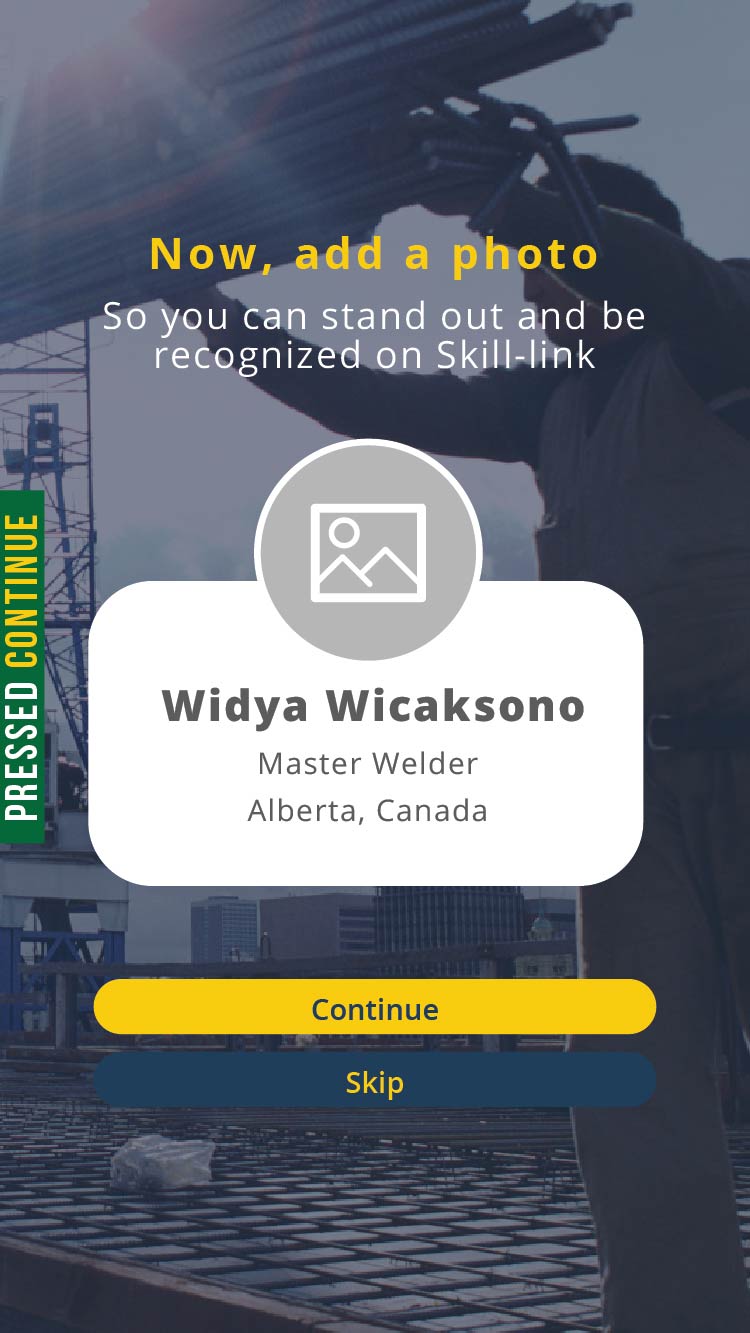 Now, add a photo
So you can stand out and be
recognized on Skill-link
PRESSED CONTINUE
Widya Wicaksono
Master Welder
Alberta, Canada
Continue
Skip